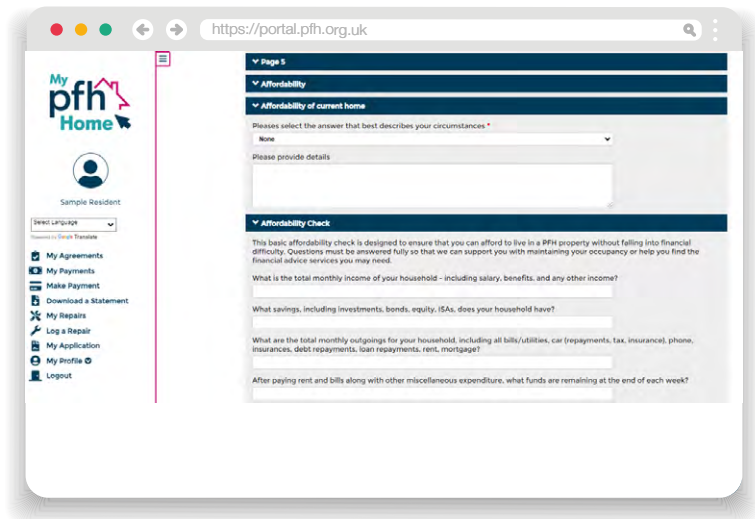 https://portal.pfh.org.uk
My
pfh
Home
Sample Resident
Select Language
Powered by Google Translate
My Agreements
My Payments
Make Payment
Download a Statement
My Repairs
Log a Repair
My Application
My Profile
Logout
Page 5
Affordability
Affordability of current home
Pleases select the answer that best describes your circumstances *
None
Please provide details
Affordability Check
This basic affordability check is designed to ensure that you can afford to live in a PFH property without falling into financial
difficulty. Questions must be answered fully so that we can support you with maintaining your occupancy or help you find the
financial advice services you may need.
What is the total monthly income of your household - including salary, benefits, and any other income?
What savings, including investments, bonds, equity, ISAs, does your household have?
What are the total monthly outgoings for your household, including all bills/utilities, car (repayments, tax, insurance), phone,
insurances, debt repayments, loan repayments, rent, mortgage?
After paying rent and bills along with other miscellaneous expenditure, what funds are remaining at the end of each week?